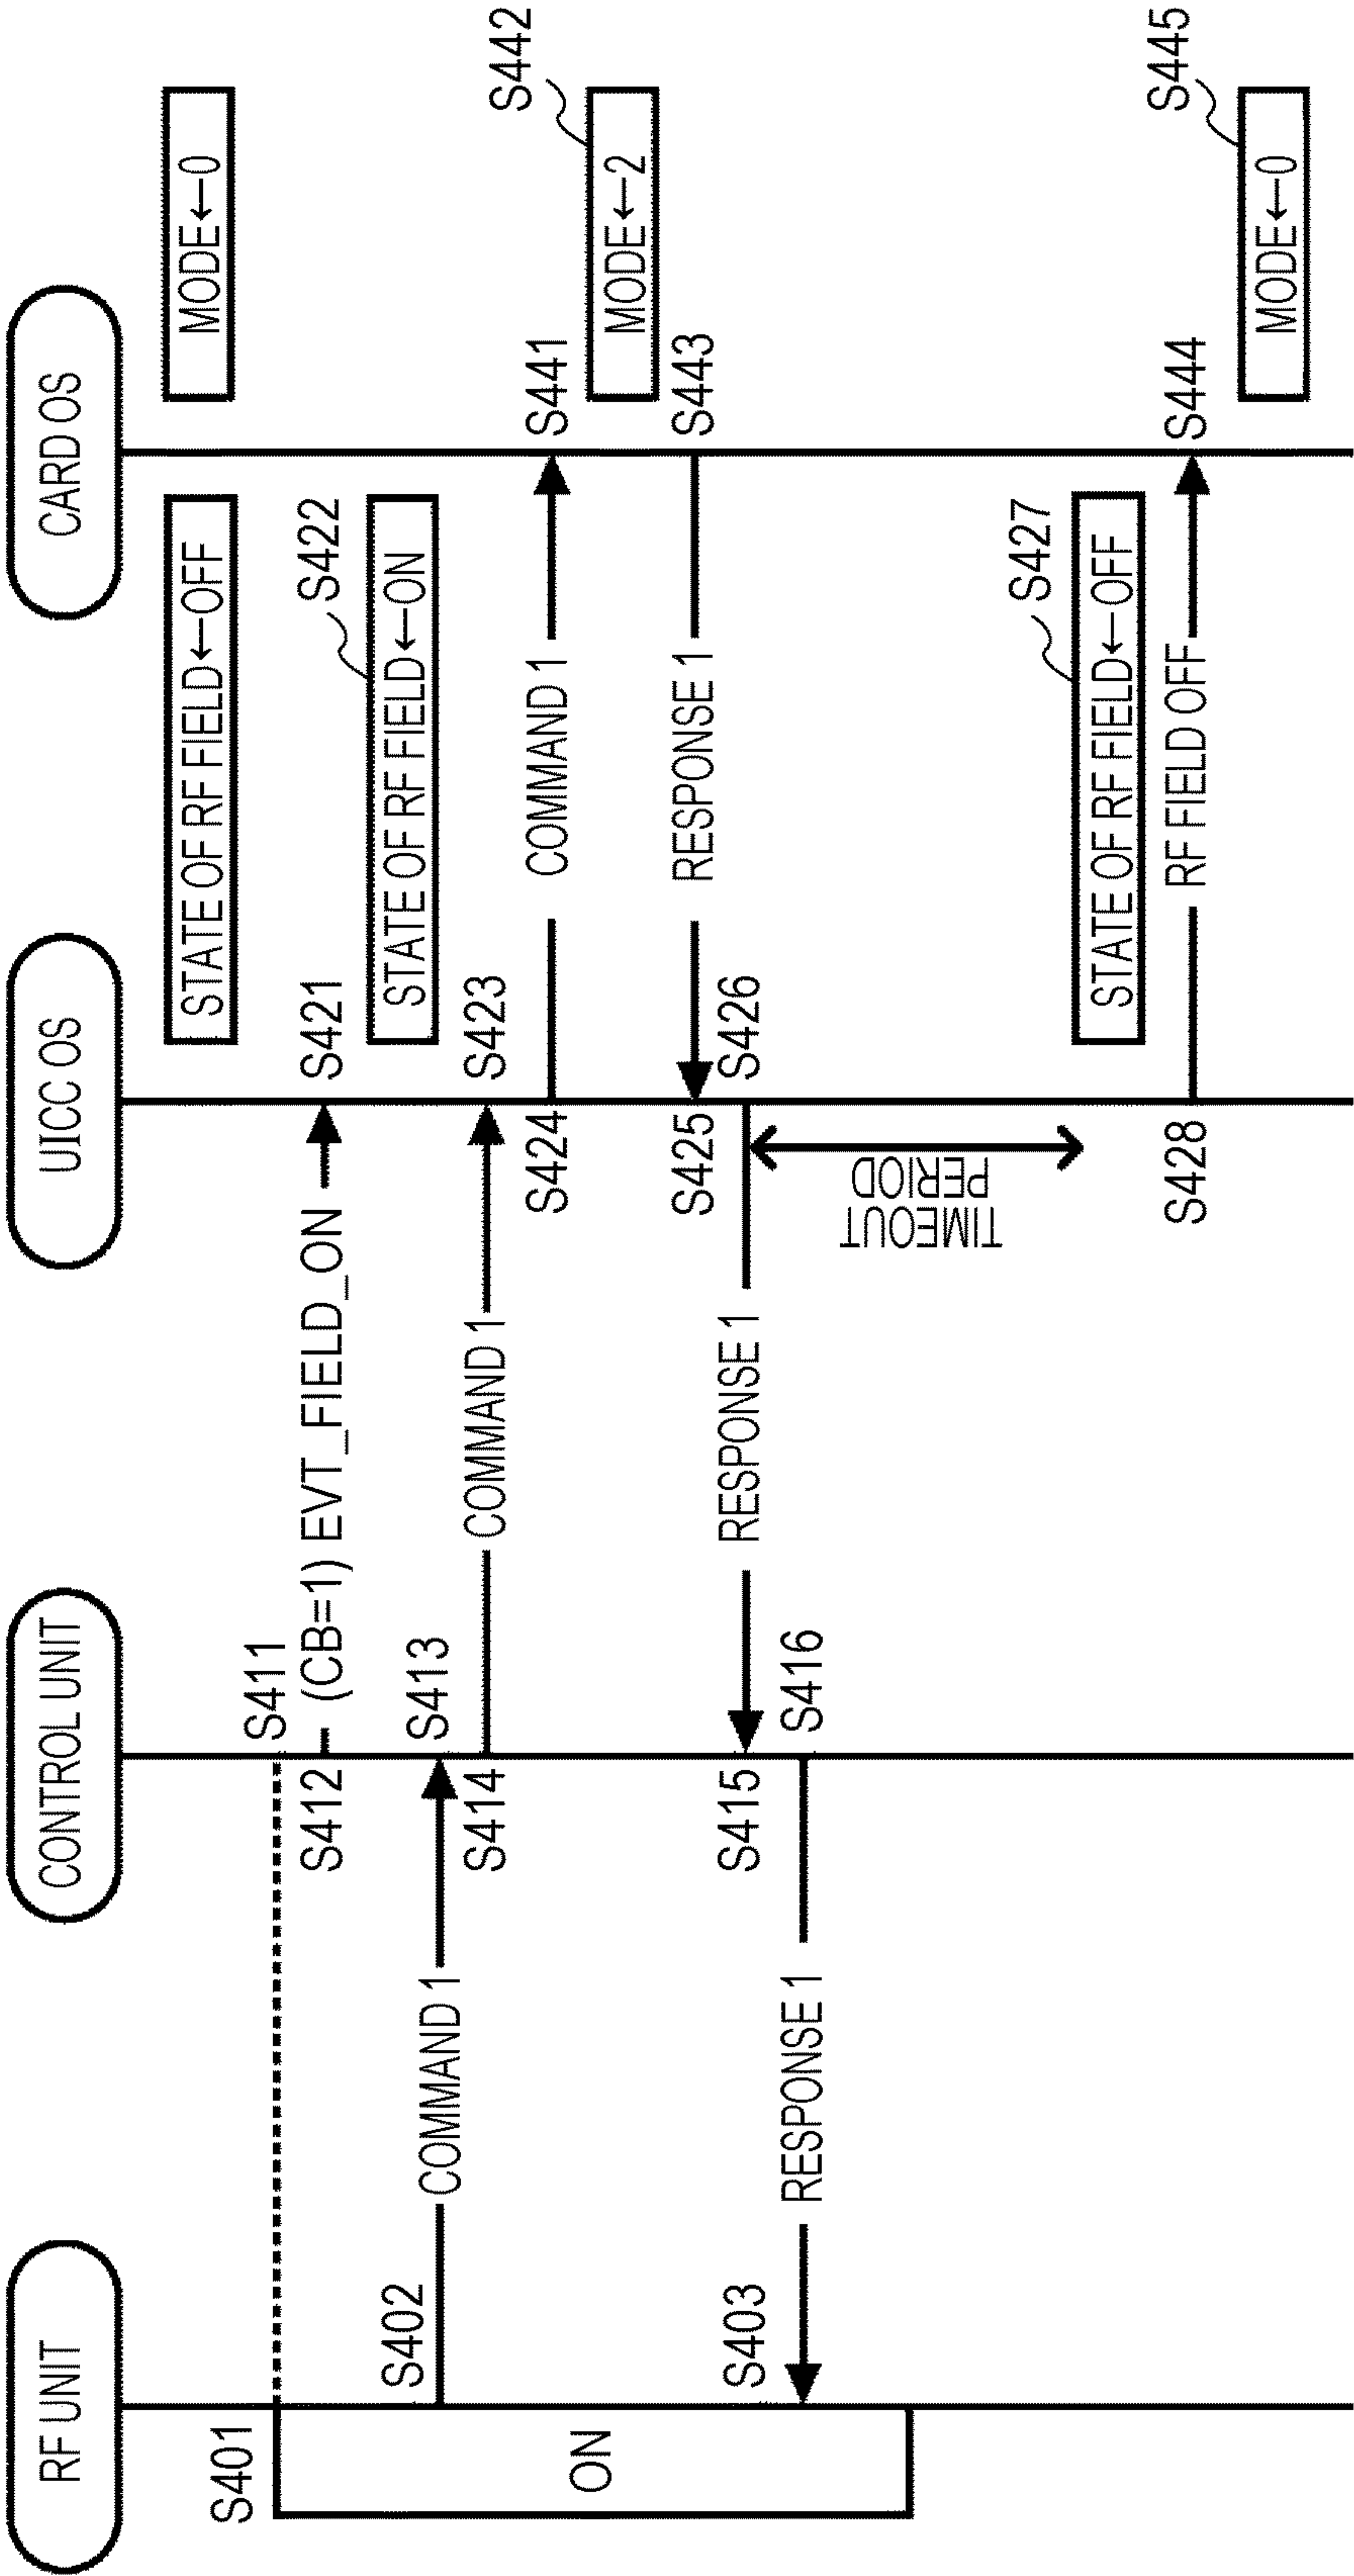 RF UNIT
CONTROL UNIT
UICC OS
CARD OS
STATE OF RF FIELD←OFF
MODE←0
S401
S411
S412
(CB=1) EVT_FIELD_ON
S421
S422
STATE OF RF FIELD←ON
S402
COMMAND 1
S413
S414
COMMAND 1
S423
S424
COMMAND 1
S441
S442
MODE←2
ON
S443
RESPONSE 1
S425
S426
RESPONSE 1
S415
S416
RESPONSE 1
S403
TIMEOUT
PERIOD
S427
STATE OF RF FIELD←OFF
S428
RF FIELD OFF
S444
S445
MODE←0